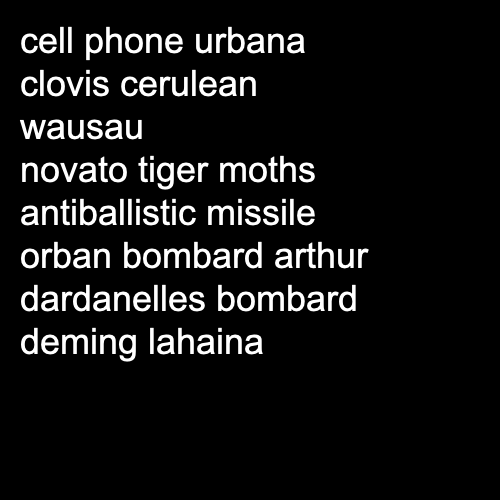 cell phone urbana
clovis cerulean
wausau
novato tiger moths
antiballistic missile
orban bombard arthur
dardanelles bombard
deming lahaina